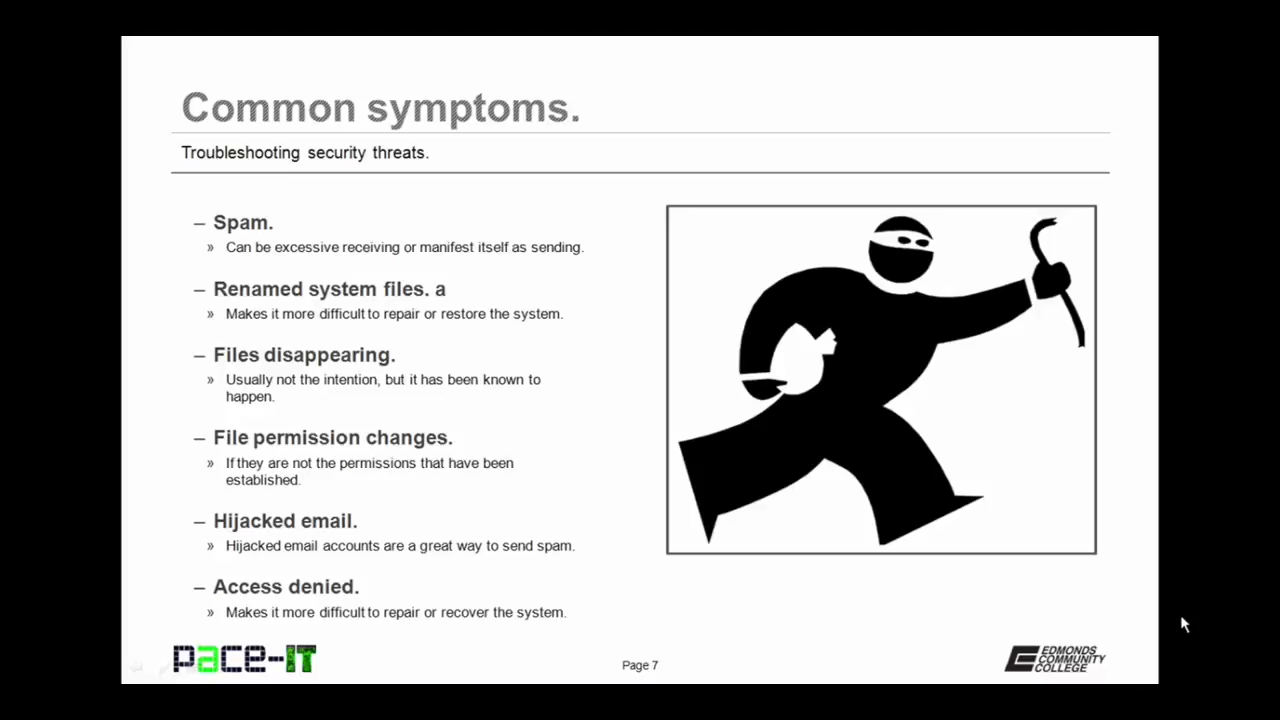 Common symptoms.
Troubleshooting security threats.
– Spam.
» Can be excessive receiving or manifest itself as sending.
– Renamed system files. a
» Makes it more difficult to repair or restore the system.
– Files disappearing.
» Usually not the intention, but it has been known to
happen.
– File permission changes.
» If they are not the permissions that have been
established.
– Hijacked email.
» Hijacked email accounts are a great way to send spam.
– Access denied.
» Makes it more difficult to repair or recover the system.
pace-IT
Page 7
EDMONDS
COMMUNITY
COLLEGE